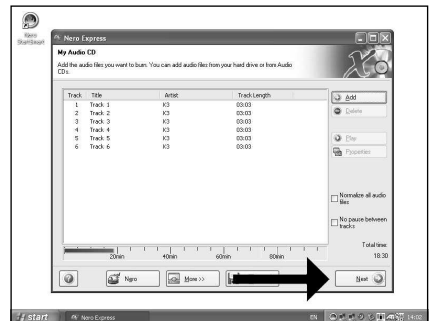 Nero
StartSmart
Nero Express
My Audio CD
Add the audio files you want to burn. You can add audio files from your hard drive or from Audio
CDs.
Track Title Artist Track Length
1 Track 1 K3 03:03
2 Track 2 K3 03:03
3 Track 3 K3 03:03
4 Track 4 K3 03:03
5 Track 5 K3 03:03
6 Track 6 K3 03:03
Add
Delete
Play
Properties
Normalize all audio
files
No pause between
tracks
Total time:
18:30
20min 40min 60min 80min
Nero
More >>
Next
start
Nero Express
EN
14:02